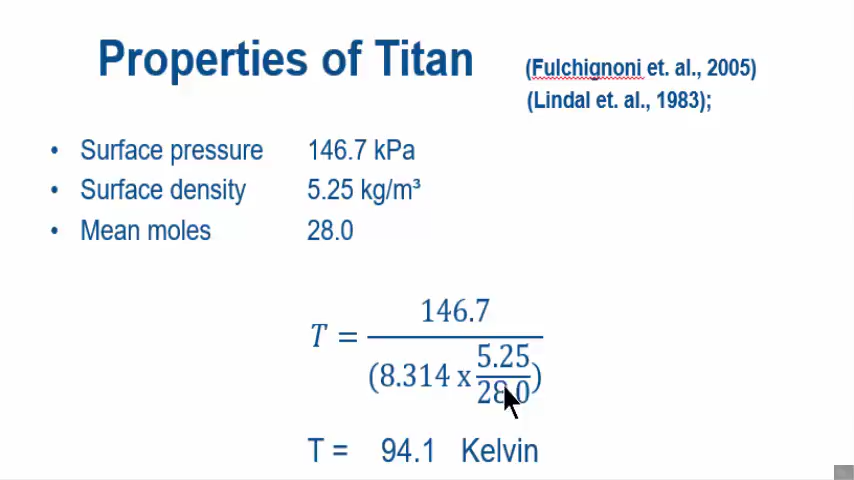 Properties of Titan
(Fulchignoni et. al., 2005)
(Lindal et. al., 1983);
• Surface pressure 146.7 kPa
• Surface density 5.25 kg/m³
• Mean moles 28.0
146.7
T =
5.25
(8.314 x )
28.0
T = 94.1 Kelvin